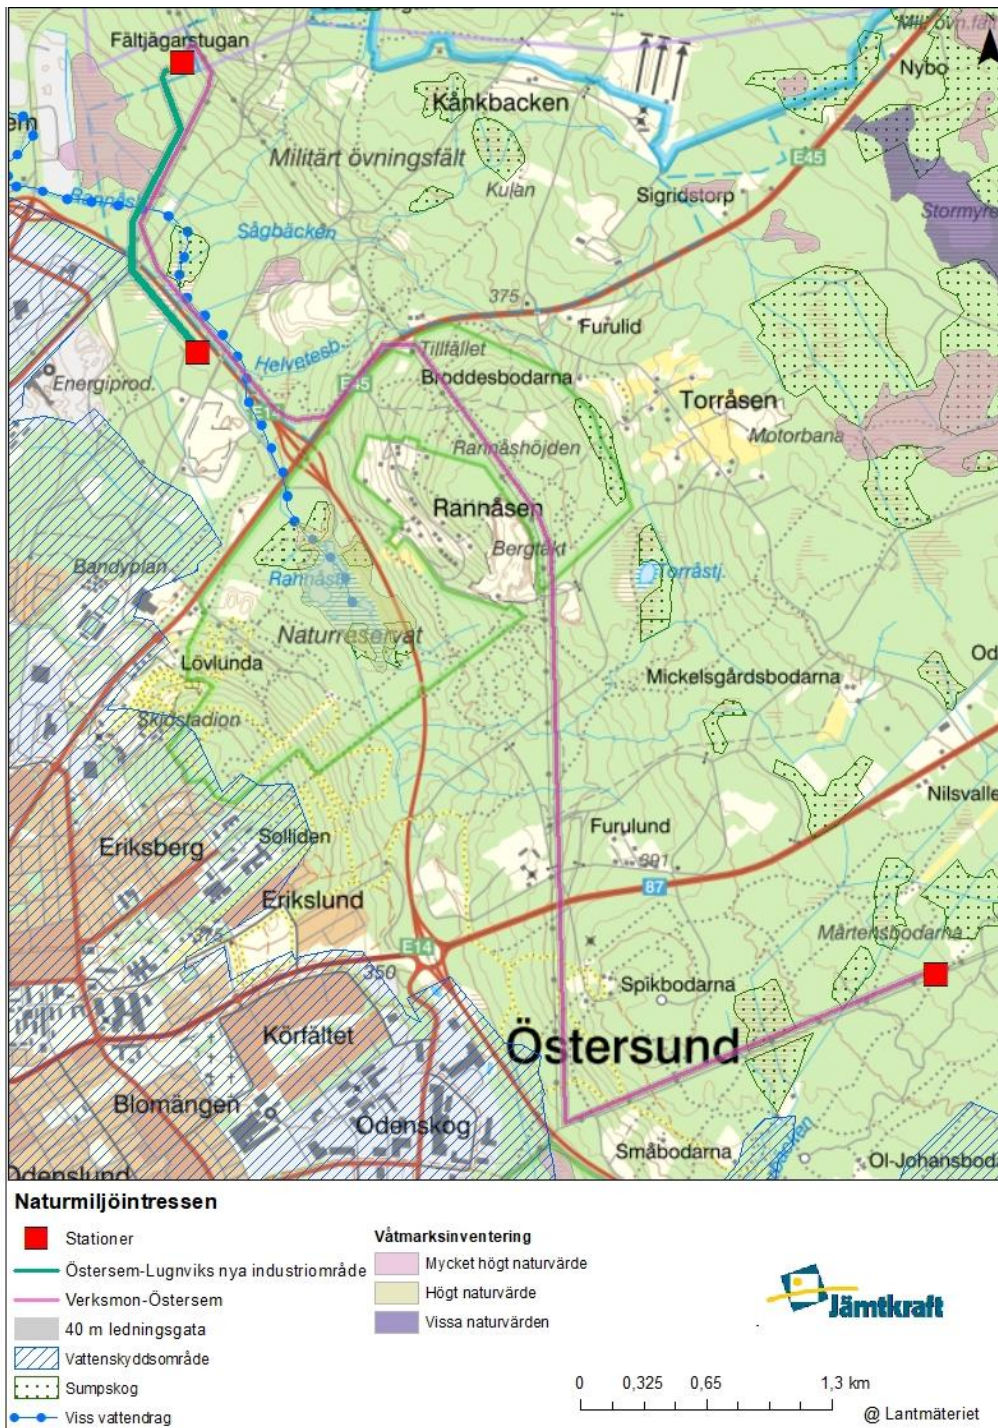 Fältjägarstugan
Nybo
Kånkbacken
em
Militärt övningsfält
E45
Kulan
Sigridstorp
Stormyre
Sågbäcken
375
Furulid
Tillfället
Helvetesb.
Energiprod.
E45
Broddesbodarna
Torråsen
E14
Motorbana
Rannåshöjden
Rannåsen
Bergtäkt
Bandyplan
Torråstj.
Naturreservat
Lövlunda
Mickelsgårdsbodarna
Od
Skidstadion
Nilsvalle
Furulund
Eriksberg
Solliden
391
87
Erikslund
Mårtensbodarna
375
E14
350
Spikbodarna
Körfältet
Östersund
Blomängen
Odenskog
Småbodarna
Ol-Johansboda
Odenslund
Naturmiljöintressen
Stationer
Östersem-Lugnviks nya industriområde
Verksmon-Östersem
40 m ledningsgata
Vattenskyddsområde
Sumpskog
Viss vattendrag
Våtmarksinventering
Mycket högt naturvärde
Högt naturvärde
Vissa naturvärden
Jämtkraft
0 0,325 0,65 1,3 km
@ Lantmäteriet